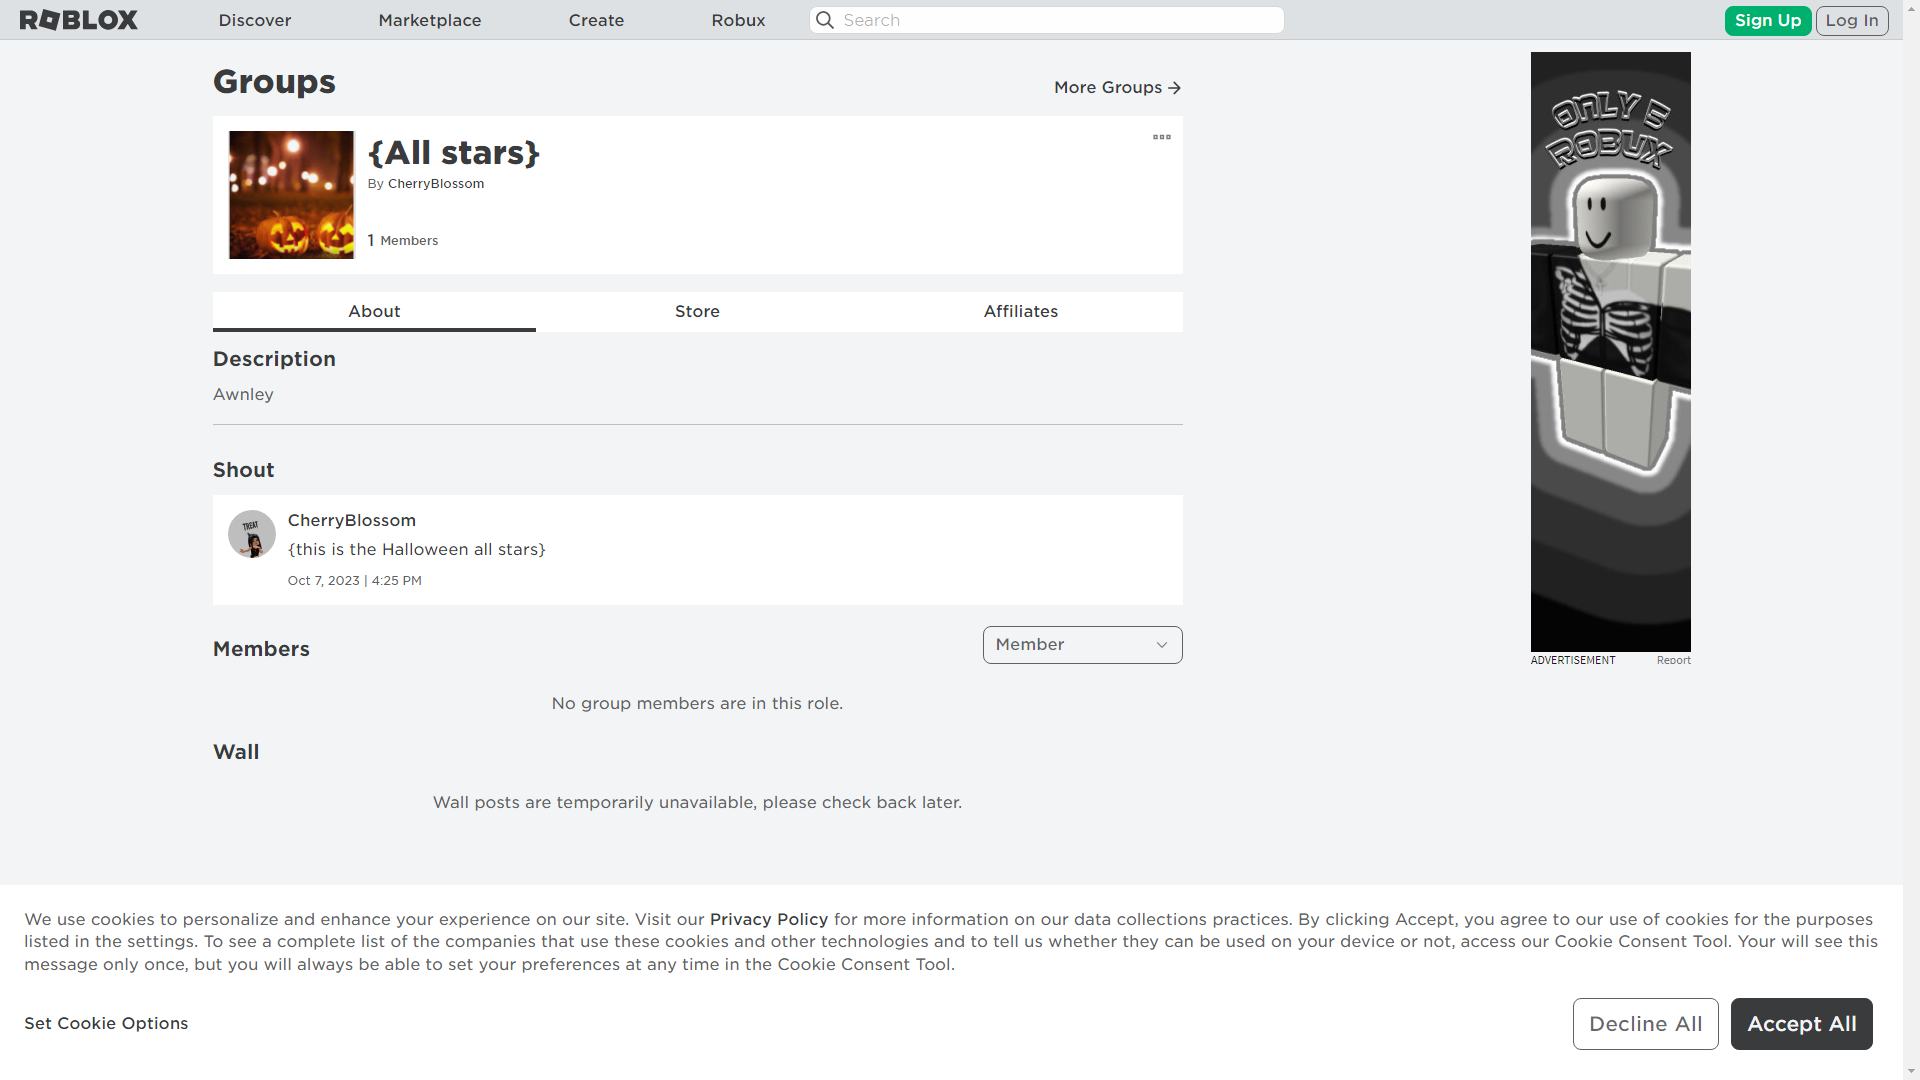 ROBLOX
Discover
Marketplace
Create
Robux
Search
Sign Up
Log In
Groups
More Groups
{All stars}
By CherryBlossom
1 Members
About
Store
Affiliates
Description
Awnley
Shout
TREAT
CherryBlossom
{this is the Halloween all stars}
Oct 7, 2023 | 4:25 PM
Members
Member
No group members are in this role.
Wall
Wall posts are temporarily unavailable, please check back later.
ONLY 5
ROBUX
ADVERTISEMENT
Report
We use cookies to personalize and enhance your experience on our site. Visit our Privacy Policy for more information on our data collections practices. By clicking Accept, you agree to our use of cookies for the purposes
listed in the settings. To see a complete list of the companies that use these cookies and other technologies and to tell us whether they can be used on your device or not, access our Cookie Consent Tool. Your will see this
message only once, but you will always be able to set your preferences at any time in the Cookie Consent Tool.
Set Cookie Options
Decline All
Accept All